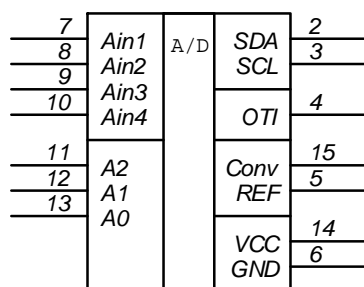 7 Ain1 A/D SDA 2
8 Ain2 SCL 3
9 Ain3
10 Ain4 OTI 4
11 A2 Conv 15
12 A1 REF 5
13 A0
VCC 14
GND 6